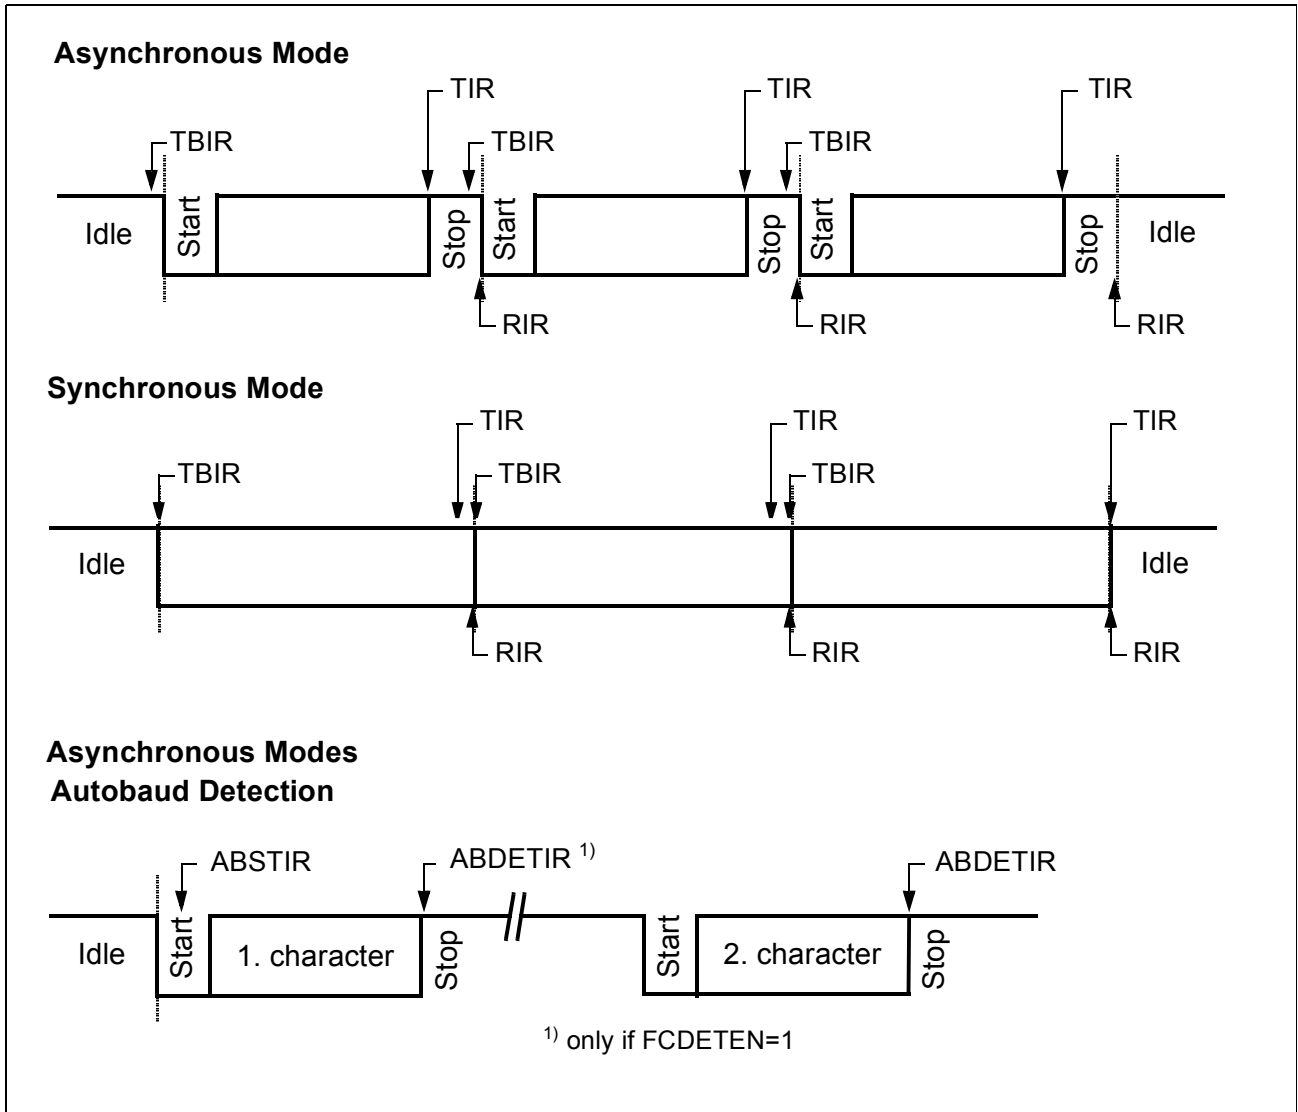 Asynchronous Mode
TIR TIR TIR
TBIR TBIR TBIR
Idle Start Stop Start Stop Start Stop Idle
RIR RIR RIR
Synchronous Mode
TIR TIR TIR
TBIR TBIR TBIR
Idle Idle
RIR RIR RIR
Asynchronous Modes
Autobaud Detection
ABSTIR ABDETIR 1) ABDETIR
Idle Start 1. character Stop Start 2. character Stop
1) only if FCDETEN=1